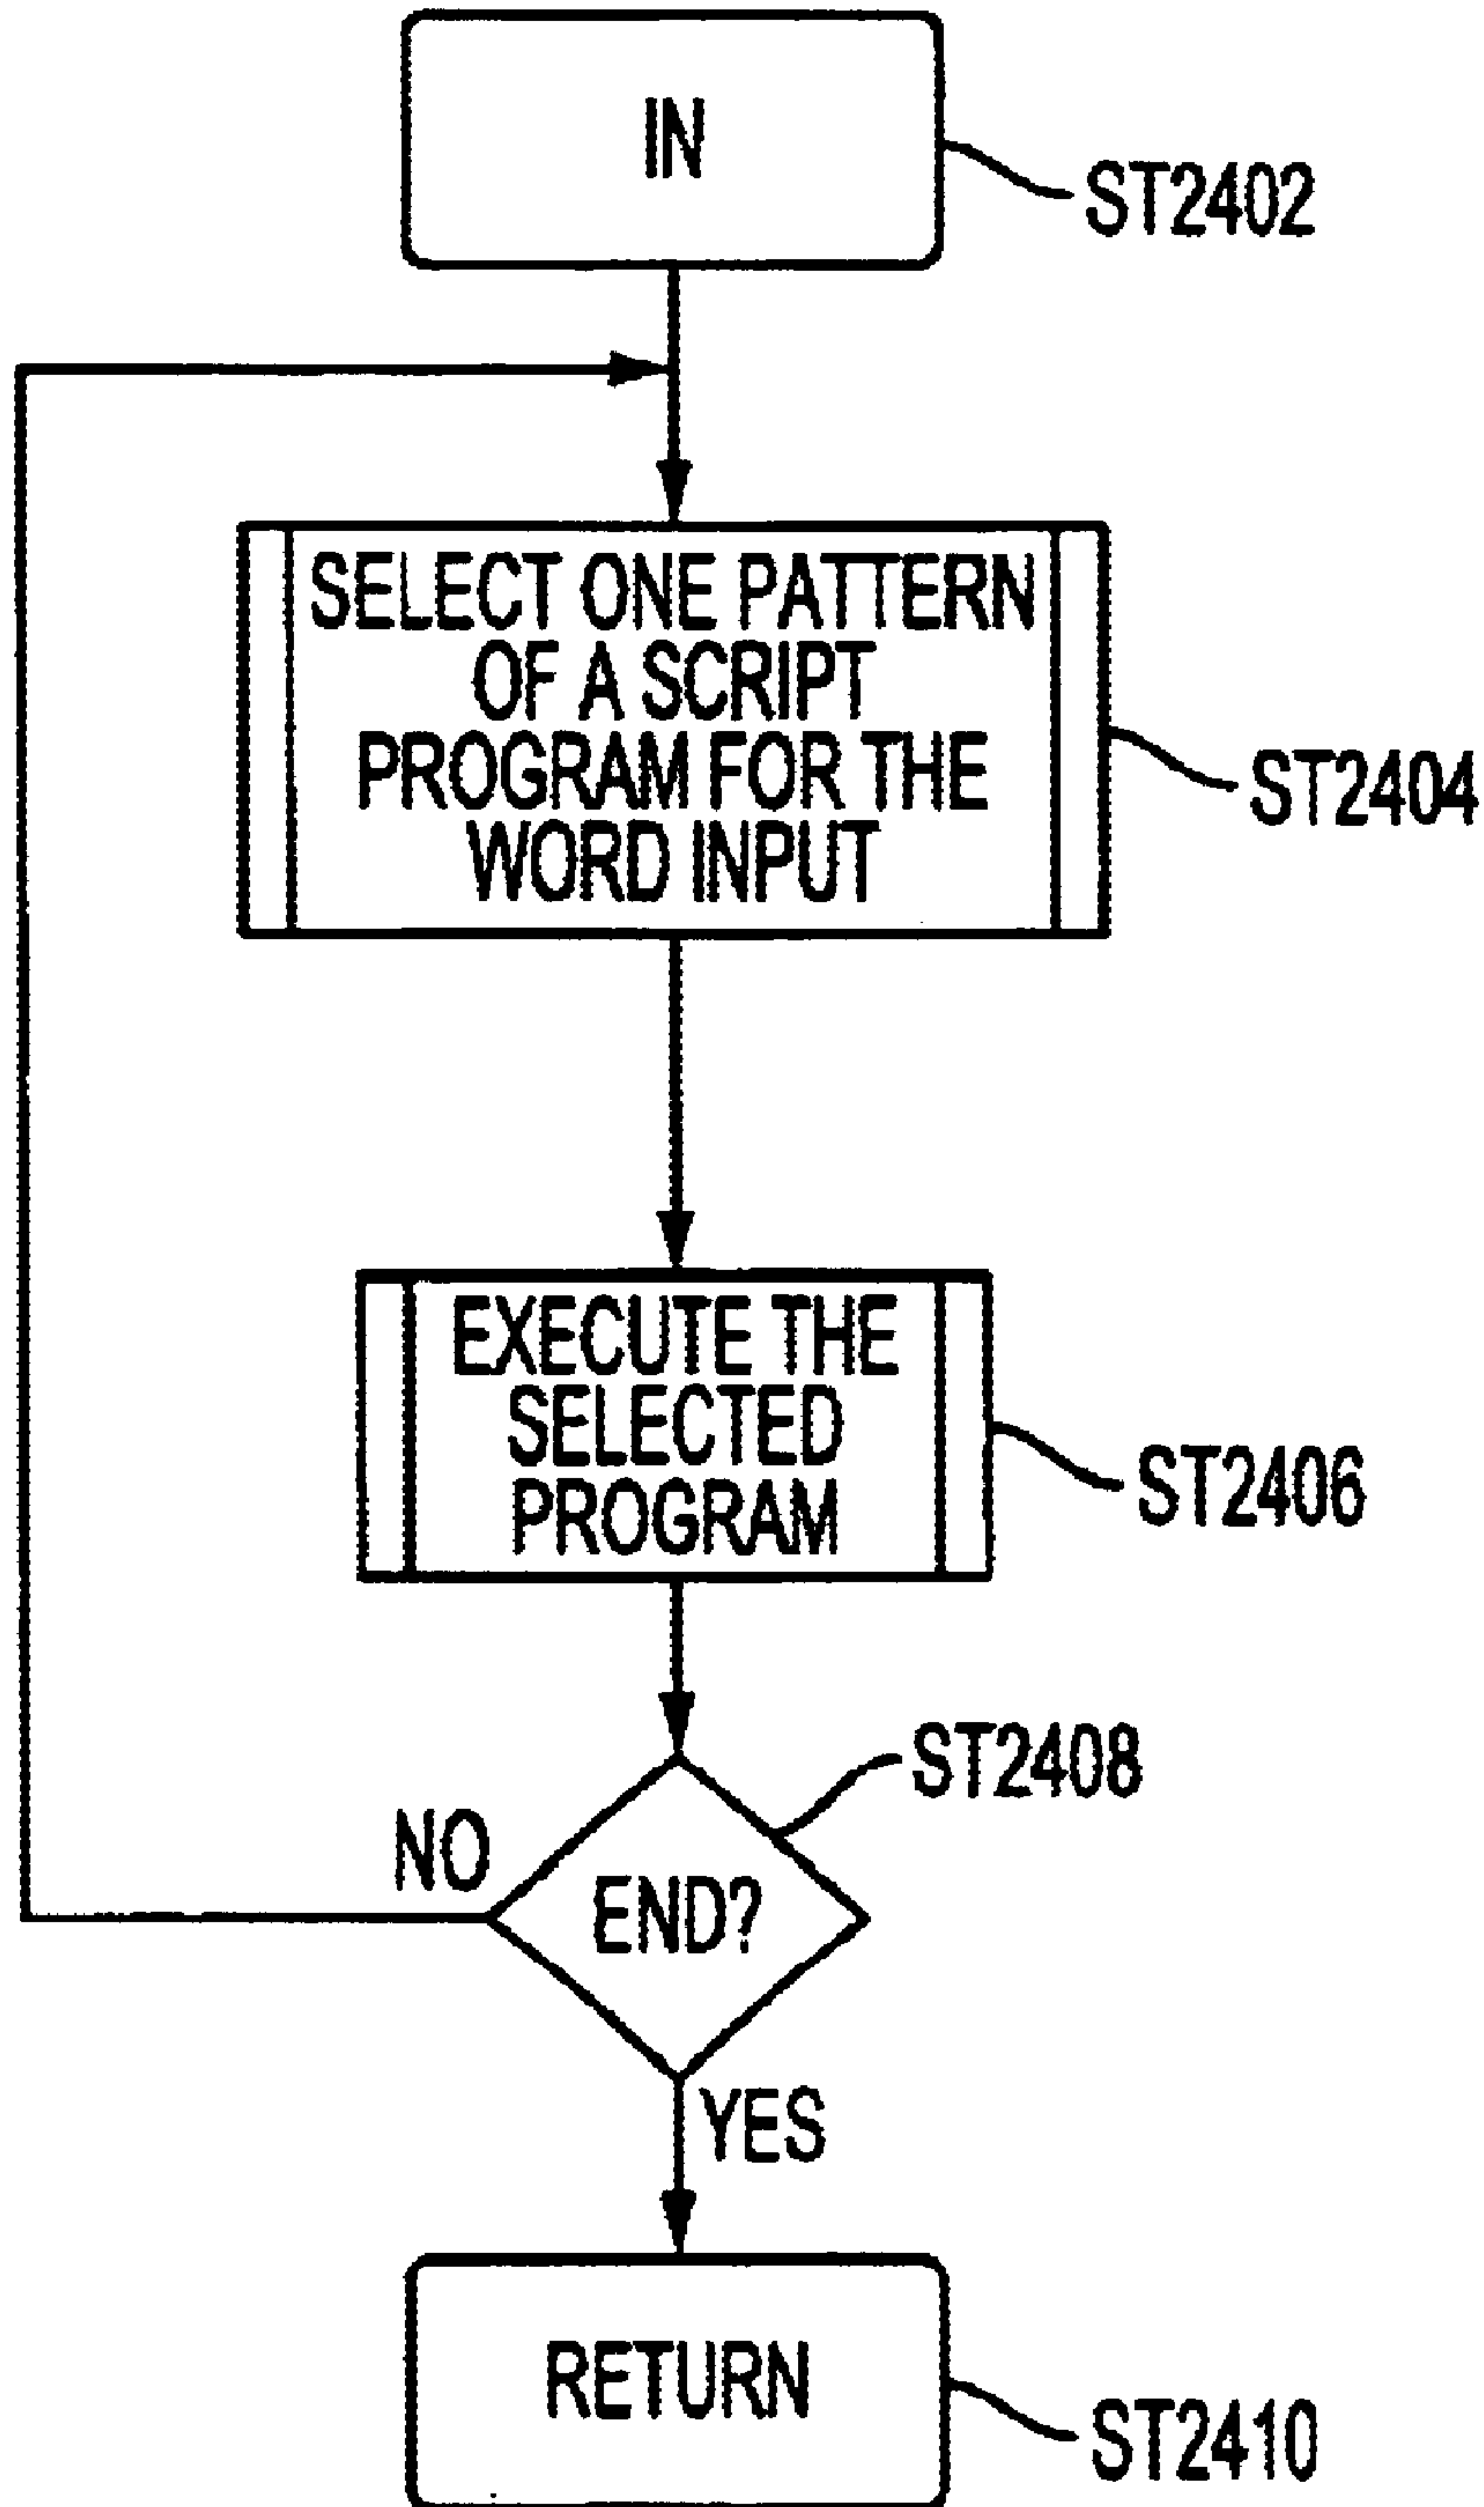 IN
ST2402
SELECT ONE PATTERN
OF A SCRIPT
PROGRAM FOR THE
WORD INPUT
ST2404
EXECUTE THE
SELECTED
PROGRAM
ST2406
ST2408
NO
END?
YES
RETURN
ST2410